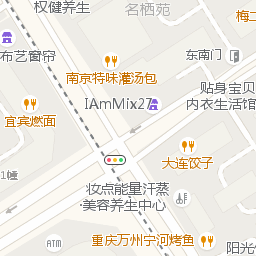 权健养生
名栖苑
梅二
布艺窗帘
东南门
南京特味灌汤包
贴身宝贝
内衣生活馆
IAmMix27
宜宾燃面
大连饺子
1幢
妆点能量汗蒸
·美容养生中心
ATM
重庆万州宁河烤鱼
阳光